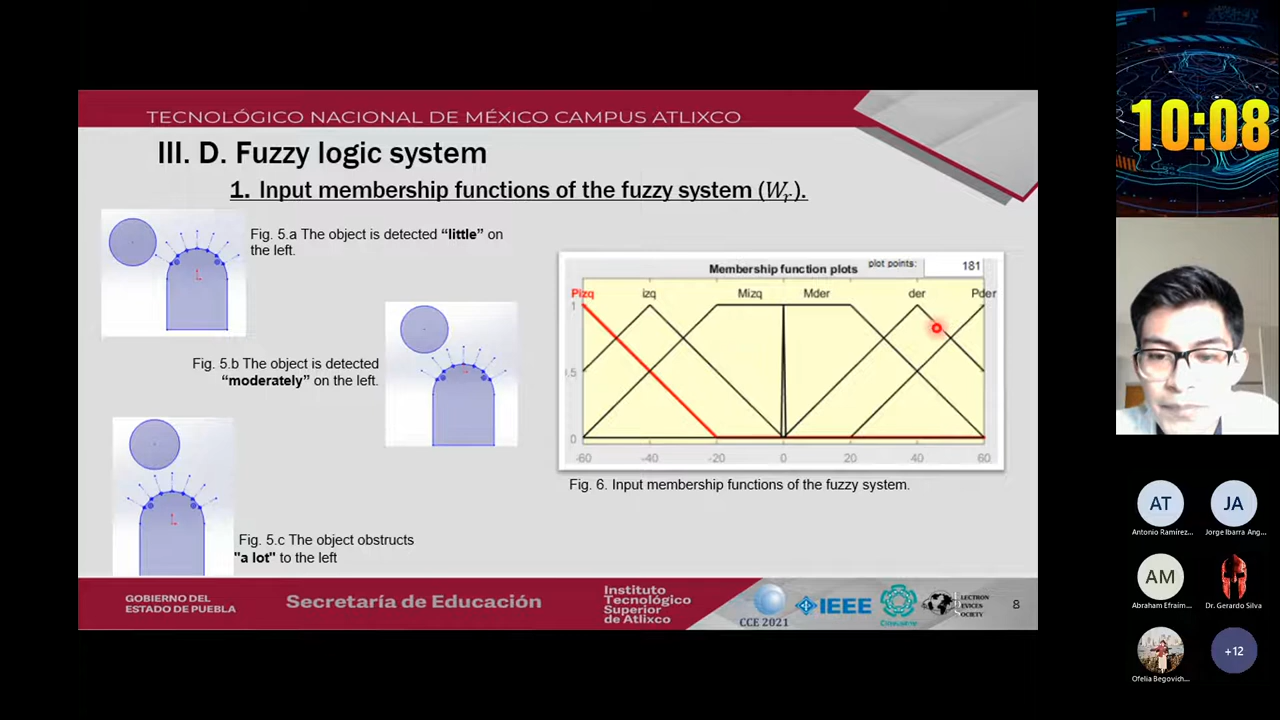 TECNOLÓGICO NACIONAL DE MÉXICO CAMPUS ATLIXCO
III. D. Fuzzy logic system
1. Input membership functions of the fuzzy system (Wr).
Fig. 5.a The object is detected “little” on
the left.
Fig. 5.b The object is detected
“moderately” on the left.
Fig. 5.c The object obstructs
"a lot" to the left
Membership function plots
plot points:
181
Pizq
izq
Mizq
Mder
der
Pder
1
0.5
0
-60
-40
-20
0
20
40
60
Fig. 6. Input membership functions of the fuzzy system.
GOBIERNO DEL
ESTADO DE PUEBLA
Secretaría de Educación
Instituto
Tecnológico
Superior
de Atlixco
CCE 2021
IEEE
LECTRON
EVICES
OCIETY
8
10:08
AT
Antonio Ramírez...
JA
Jorge Ibarra Ang...
AM
Abraham Efraím...
Dr. Gerardo Silva
Ofelia Begovich...
+12